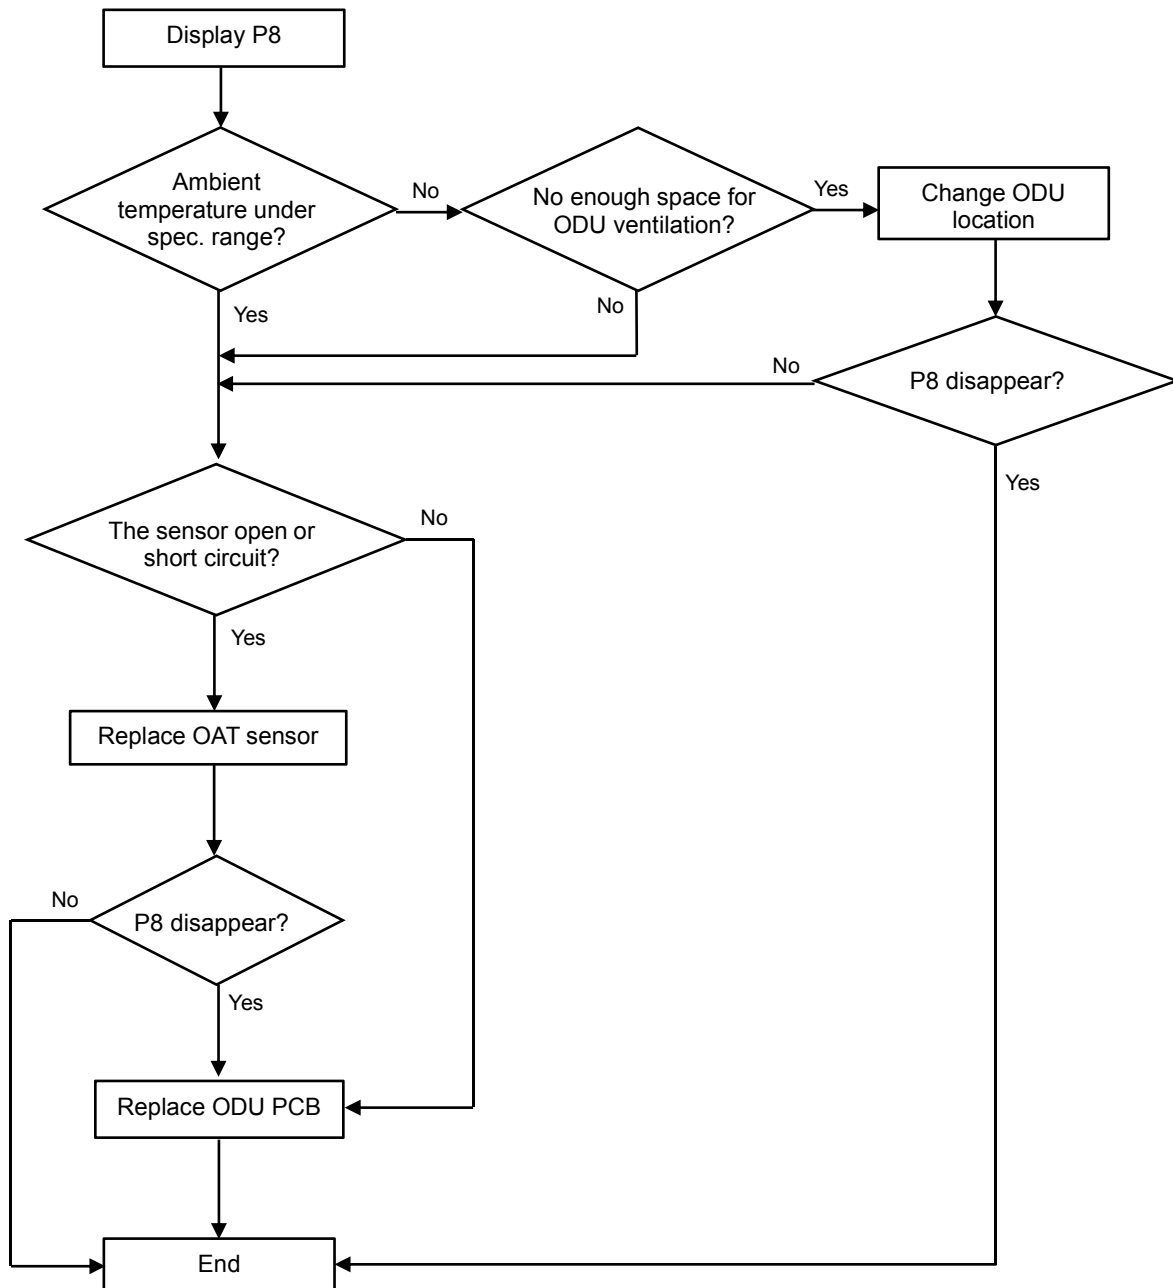 Display P8
Ambient
temperature under
spec. range?
No
No enough space for
ODU ventilation?
Yes
Change ODU
location
Yes
No
No
P8 disappear?
Yes
The sensor open or
short circuit?
No
Yes
Replace OAT sensor
No
P8 disappear?
Yes
Replace ODU PCB
End